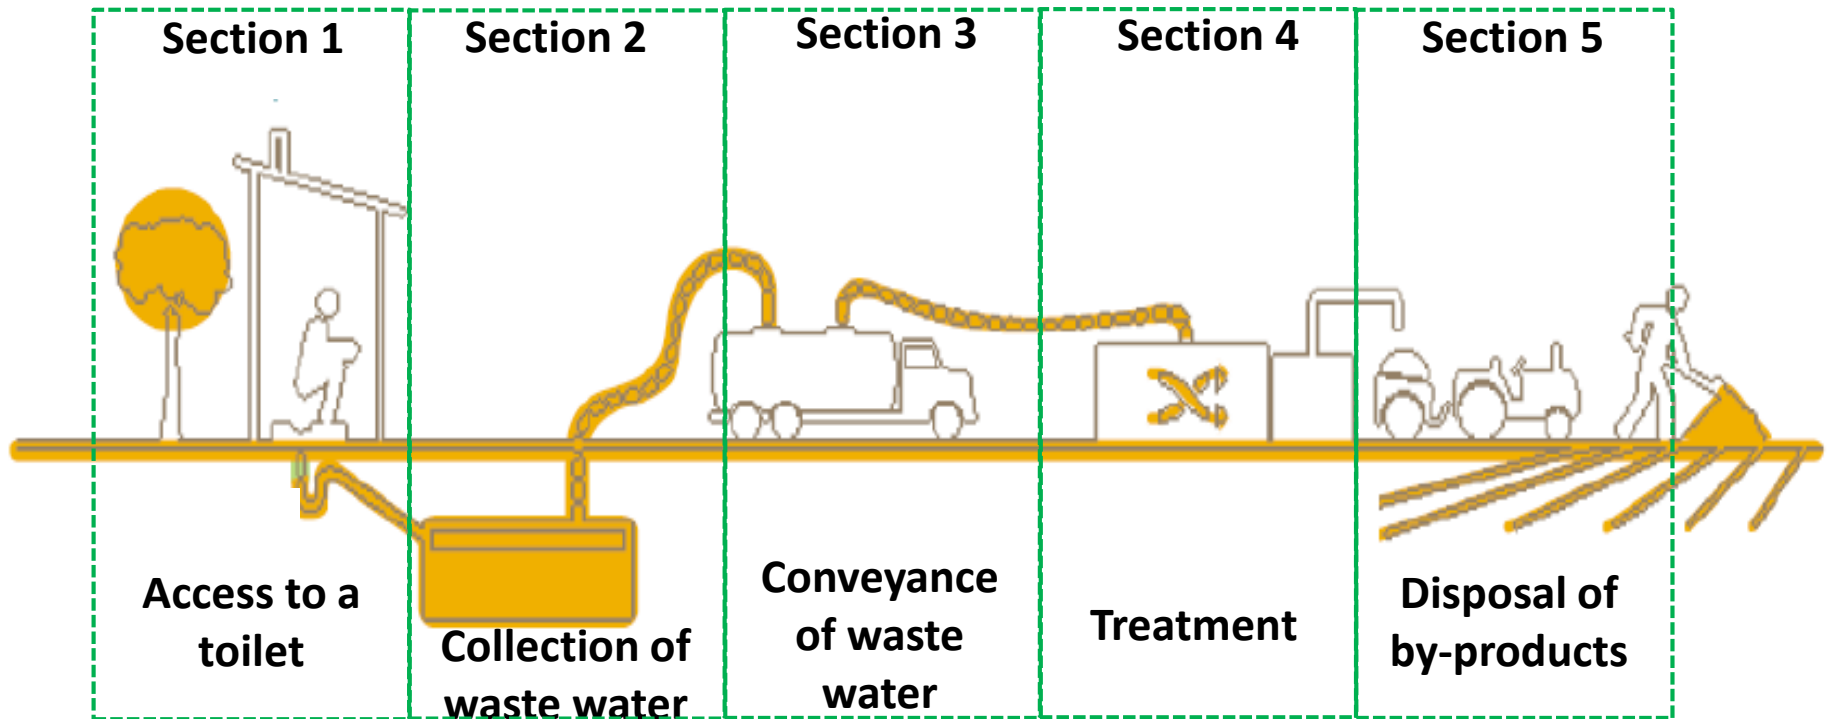 Section 1
Section 2
Section 3
Section 4
Section 5
Access to a
toilet
Collection of
waste water
Conveyance
of waste
water
Treatment
Disposal of
by-products